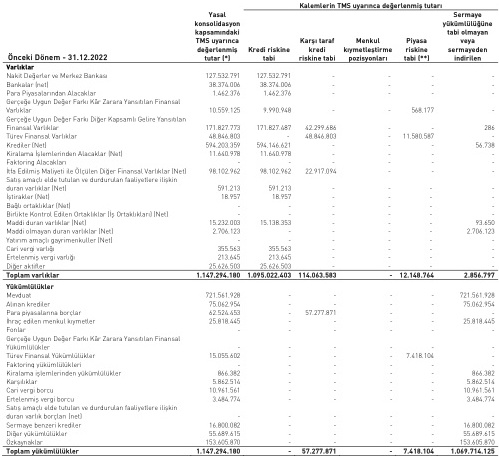 Kalemlerin TMS uyarınca değerlenmiş tutarı
Önceki Dönem - 31.12.2022 Yasal konsolidasyon kapsamındaki TMS uyarınca değerlenmiş tutar (*) Kredi riskine tabi Karşı taraf kredi riskine tabi Menkul kıymetleştirme pozisyonları Piyasa riskine tabi (**) Sermaye yükümlülüğüne tabi olmayan veya sermayeden indirilen
Varlıklar
Nakit Değerler ve Merkez Bankası 127.532.791 127.532.791 - - - -
Bankalar (net) 38.374.006 38.374.006 - - - -
Para Piyasalarından Alacaklar 1.462.376 1.462.376 - - - -
Gerçeğe Uygun Değer Farkı Kâr Zarara Yansıtılan Finansal
Varlıklar 10.559.125 9.990.948 - - 568.177 -
Gerçeğe Uygun Değer Farkı Diğer Kapsamlı Gelire Yansıtılan
Finansal Varlıklar 171.827.773 171.827.487 42.299.686 - - 286
Türev Finansal Varlıklar 48.846.803 - 48.846.803 - 11.580.587 -
Krediler (Net) 594.203.359 594.146.621 - - - 56.738
Kiralama İşlemlerinden Alacaklar (Net) 11.640.978 11.640.978 - - - -
Faktoring Alacakları - - - - - -
İtfa Edilmiş Maliyeti ile Ölçülen Diğer Finansal Varlıklar (Net) 98.102.962 98.102.962 22.917.094 - - -
Satış amaçlı elde tutulan ve durdurulan faaliyetlere ilişkin
duran varlıklar (Net) 591.213 591.213 - - - -
İştirakler (Net) 18.957 18.957 - - - -
Bağlı ortaklıklar (Net) - - - - - -
Birlikte Kontrol Edilen Ortaklıklar (İş Ortaklıkları) (Net) - - - - - -
Maddi duran varlıklar (Net) 15.232.003 15.138.353 - - - 93.650
Maddi olmayan duran varlıklar (Net) 2.706.123 - - - - 2.706.123
Yatırım amaçlı gayrimenkuller (Net) - - - - - -
Cari vergi varlığı 355.563 355.563 - - - -
Ertelenmiş vergi varlığı 213.645 213.645 - - - -
Diğer aktifler 25.626.503 25.626.503 - - - -
Toplam varlıklar 1.147.294.180 1.095.022.403 114.063.583 - 12.148.764 2.856.797
Yükümlülükler
Mevduat 721.561.928 - - - - 721.561.928
Alınan krediler 75.062.954 - - - - 75.062.954
Para piyasalarına borçlar 62.524.453 - 57.277.871 - - -
İhraç edilen menkul kıymetler 25.818.445 - - - - 25.818.445
Fonlar - - - - - -
Gerçeğe Uygun Değer Farkı Kâr Zarara Yansıtılan Finansal
Yükümlülükler - - - - - -
Türev Finansal Yükümlülükler 15.055.602 - - - 7.418.104 -
Faktoring yükümlülükleri - - - - - -
Kiralama işlemlerinden yükümlülükler 866.382 - - - - 866.382
Karşılıklar 5.862.514 - - - - 5.862.514
Cari vergi borcu 10.961.561 - - - - 10.961.561
Ertelenmiş vergi borcu 3.484.774 - - - - 3.484.774
Satış amaçlı elde tutulan ve durdurulan faaliyetlere ilişkin
duran varlık borçları (net) - - - - - -
Sermaye benzeri krediler 16.800.082 - - - - 16.800.082
Diğer yükümlülükler 55.689.615 - - - - 55.689.615
Özkaynaklar 153.605.870 - - - - 153.605.870
Toplam yükümlülükler 1.147.294.180 - 57.277.871 - 7.418.104 1.069.714.125